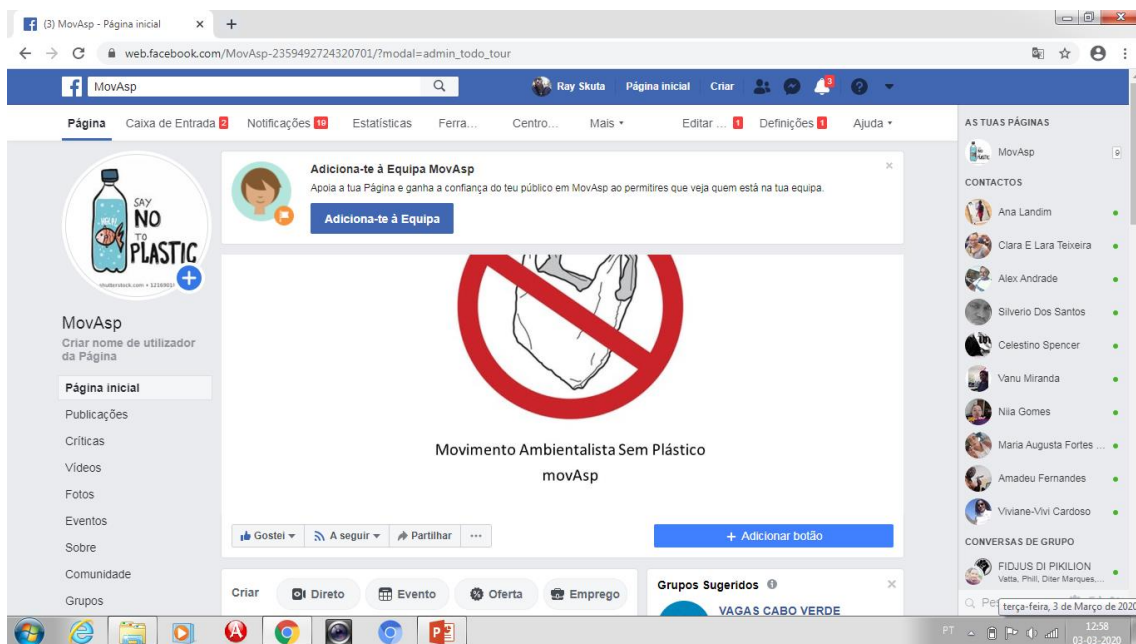 (3) MovAsp - Página inicial
web.facebook.com/MovAsp-2359492724320701/?modal=admin_todo_tour
MovAsp
Ray Skuta
Página inicial
Criar
3
Página
Caixa de Entrada 2
Notificações 19
Estatísticas
Ferra...
Centro...
Mais
Editar ... 1
Definições 1
Ajuda
SAY
NO
TO
PLASTIC
HELP!
MovAsp
Criar nome de utilizador
da Página
Página inicial
Publicações
Críticas
Vídeos
Fotos
Eventos
Sobre
Comunidade
Grupos
Adiciona-te à Equipa MovAsp
Apoia a tua Página e ganha a confiança do teu público em MovAsp ao permitires que veja quem está na tua equipa.
Adiciona-te à Equipa
Movimento Ambientalista Sem Plástico
movAsp
Gostei
A seguir
Partilhar
+ Adicionar botão
Criar
Direto
Evento
Oferta
Emprego
Grupos Sugeridos
VAGAS CABO VERDE
AS TUAS PÁGINAS
MovAsp
CONTACTOS
Ana Landim
Clara E Lara Teixeira
Alex Andrade
Silverio Dos Santos
Celestino Spencer
Vanu Miranda
Niia Gomes
Maria Augusta Fortes ...
Amadeu Fernandes
Viviane-Vivi Cardoso
CONVERSAS DE GRUPO
FIDJUS DI PIKILION
Vatta, Phill, Diter Marques,...
terça-feira, 3 de Março de 2020
PT
12:58
03-03-2020